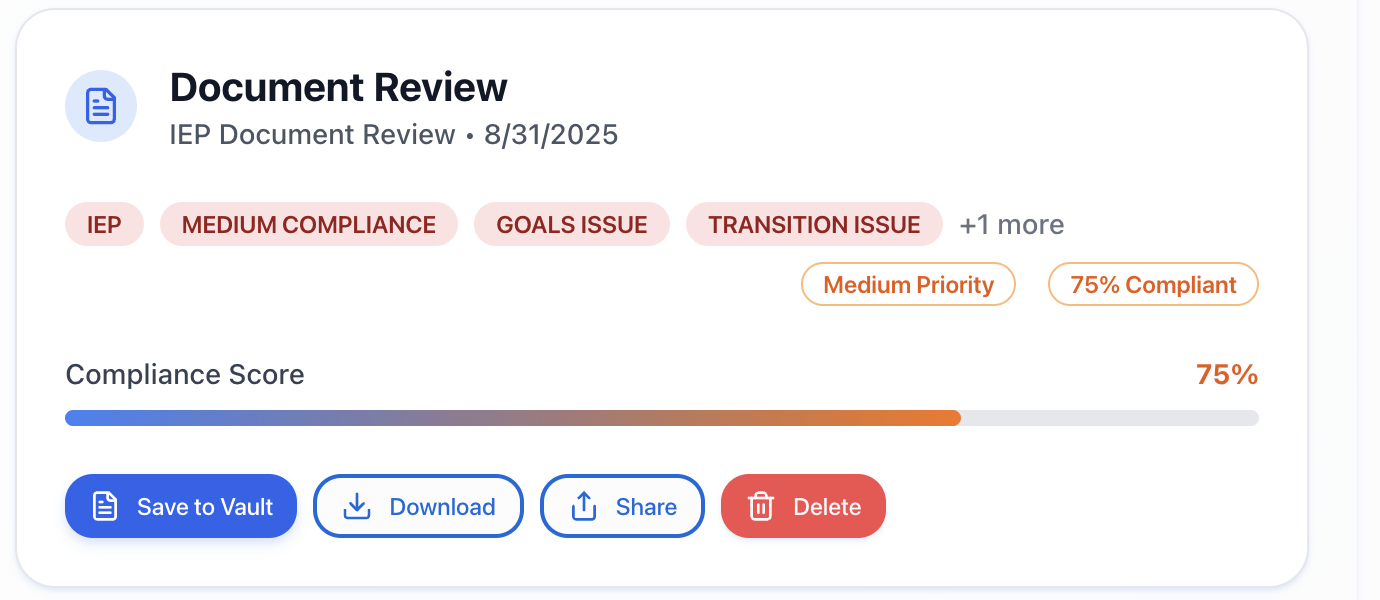 Document Review
IEP Document Review • 8/31/2025
IEP MEDIUM COMPLIANCE GOALS ISSUE TRANSITION ISSUE +1 more
Medium Priority 75% Compliant
Compliance Score 75%
Save to Vault Download Share Delete